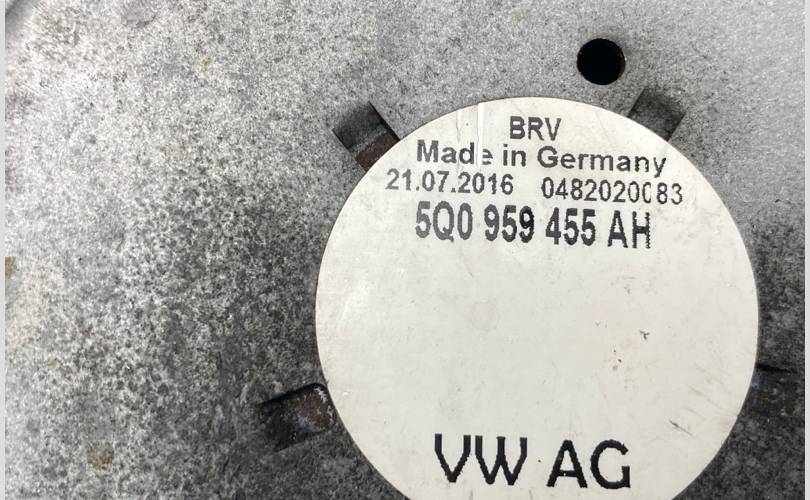 BRV
Made in Germany
21.07.2016 0482020083
5Q0 959 455 AH
VW AG